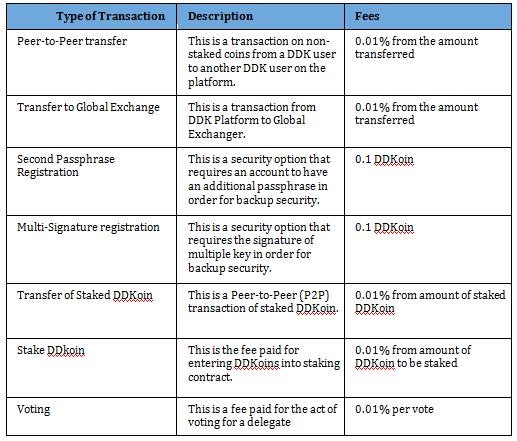 Type of Transaction Description Fees
Peer-to-Peer transfer This is a transaction on non- 0.01% from the amount
staked coins from a DDK user transferred
to another DDK user on the
platform.
Transfer to Global Exchange This is a transaction from 0.01% from the amount
DDK Platform to Global transferred
Exchanger.
Second Passphrase This is a security option that 0.1 DDKoin
Registration requires an account to have
an additional passphrase in
order for backup security.
Multi-Signature registration This is a security option that 0.1 DDKoin
requires the signature of
multiple key in order for
backup security.
Transfer of Staked DDKoin This is a Peer-to-Peer (P2P) 0.01% from amount of staked
transaction of staked DDKoin. DDKoin
Stake DDkoin This is the fee paid for 0.01% from amount of
entering DDKoins into staking DDKoin to be staked
contract.
Voting This is a fee paid for the act of 0.01% per vote
voting for a delegate